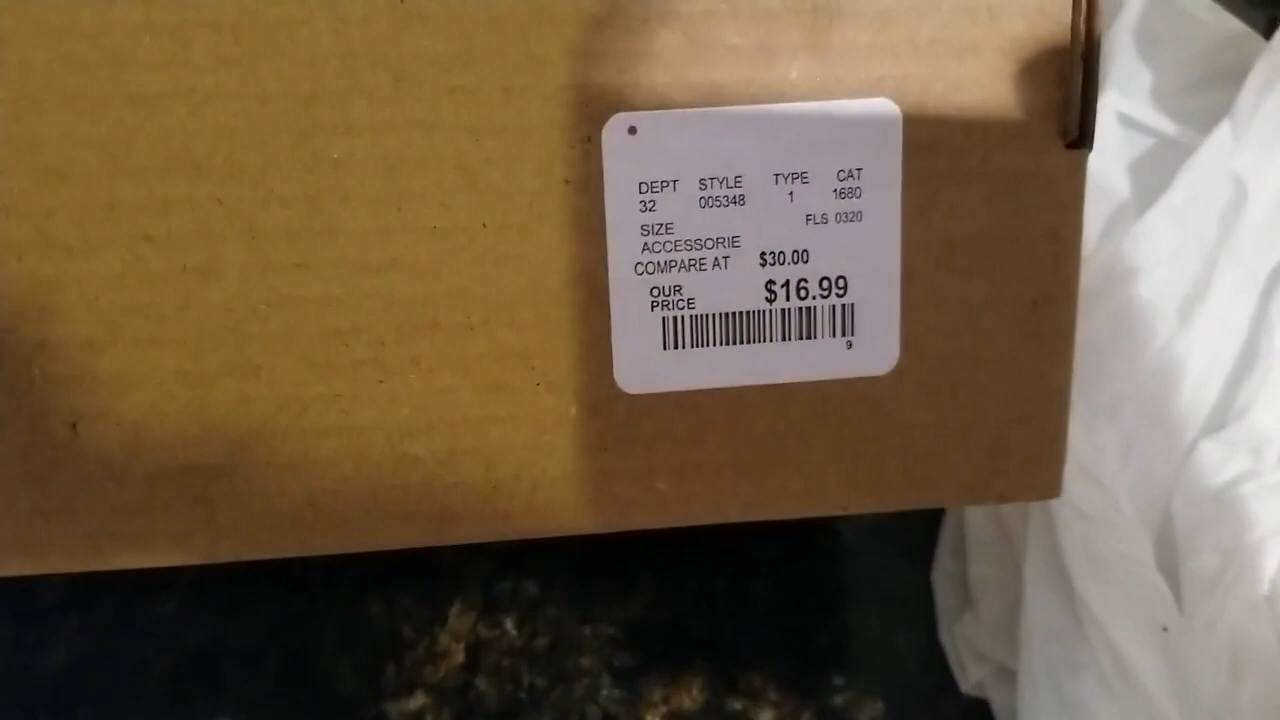 DEPT STYLE TYPE CAT
32 005348 1 1680
SIZE FLS 0320
ACCESSORIE
COMPARE AT $30.00
OUR PRICE $16.99
9